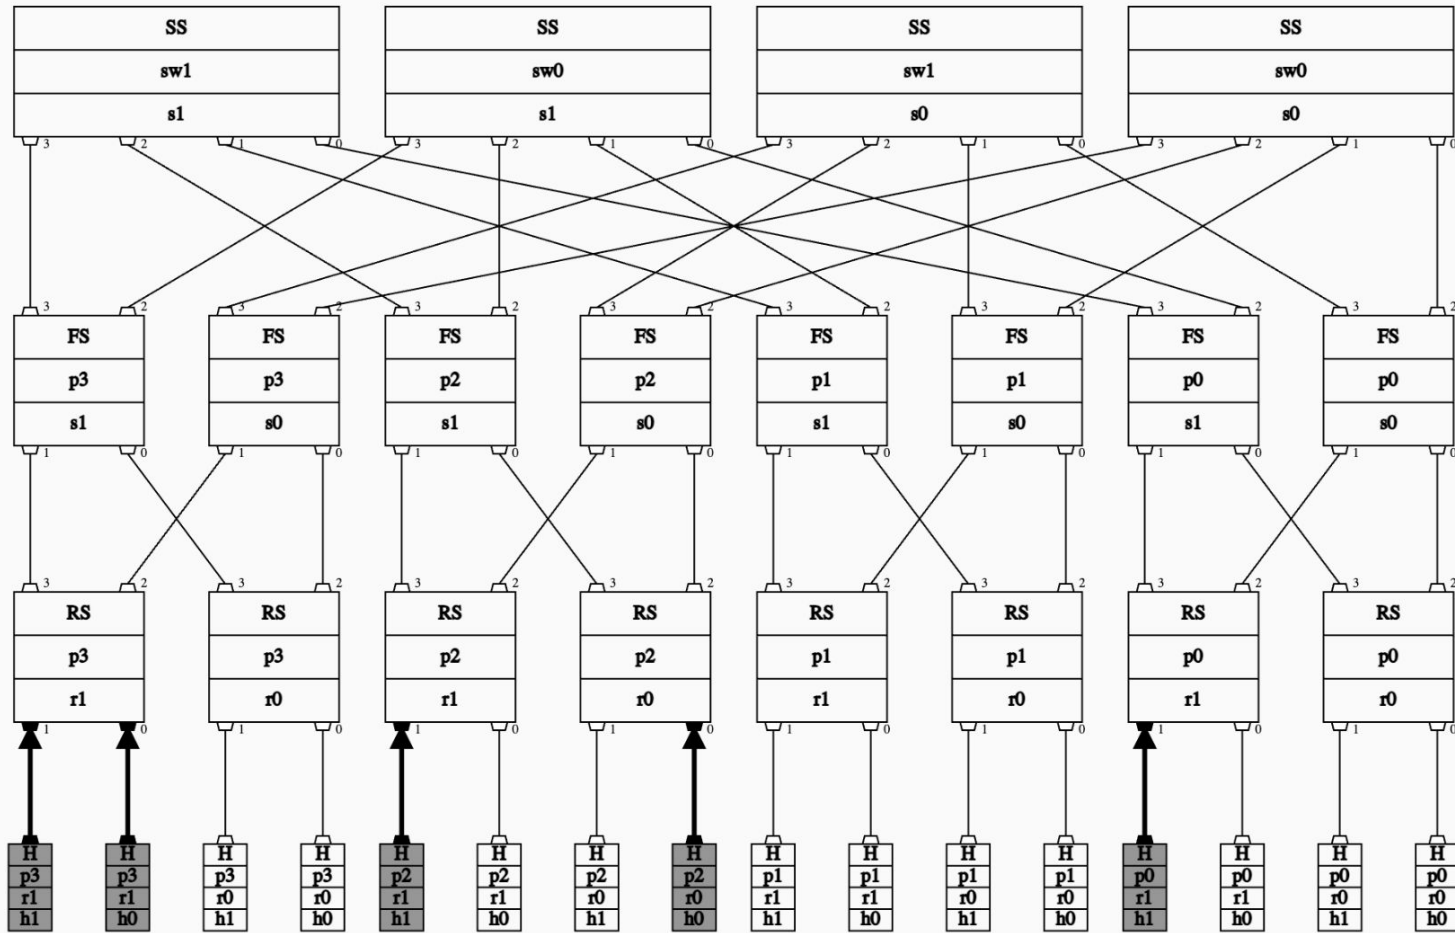 SS SS SS SS
sw1 sw0 sw1 sw0
s1 s1 s0 s0
3 2 1 0 3 2 1 0 3 2 1 0 3 2 1 0
3 2 3 2 3 2 3 2 3 2 3 2 3 2 3 2
FS FS FS FS FS FS FS FS
p3 p3 p2 p2 p1 p1 p0 p0
s1 s0 s1 s0 s1 s0 s1 s0
1 0 1 0 1 0 1 0 1 0 1 0 1 0 1 0
3 2 3 2 3 2 3 2 3 2 3 2 3 2 3 2
RS RS RS RS RS RS RS RS
p3 p3 p2 p2 p1 p1 p0 p0
r1 r0 r1 r0 r1 r0 r1 r0
1 0 1 0 1 0 1 0 1 0 1 0 1 0 1 0
H H H H H H H H H H H H H H H H
p3 p3 p3 p3 p2 p2 p2 p2 p1 p1 p1 p1 p0 p0 p0 p0
r1 r1 r0 r0 r1 r1 r0 r0 r1 r1 r0 r0 r1 r1 r0 r0
h1 h0 h1 h0 h1 h0 h1 h0 h1 h0 h1 h0 h1 h0 h1 h0